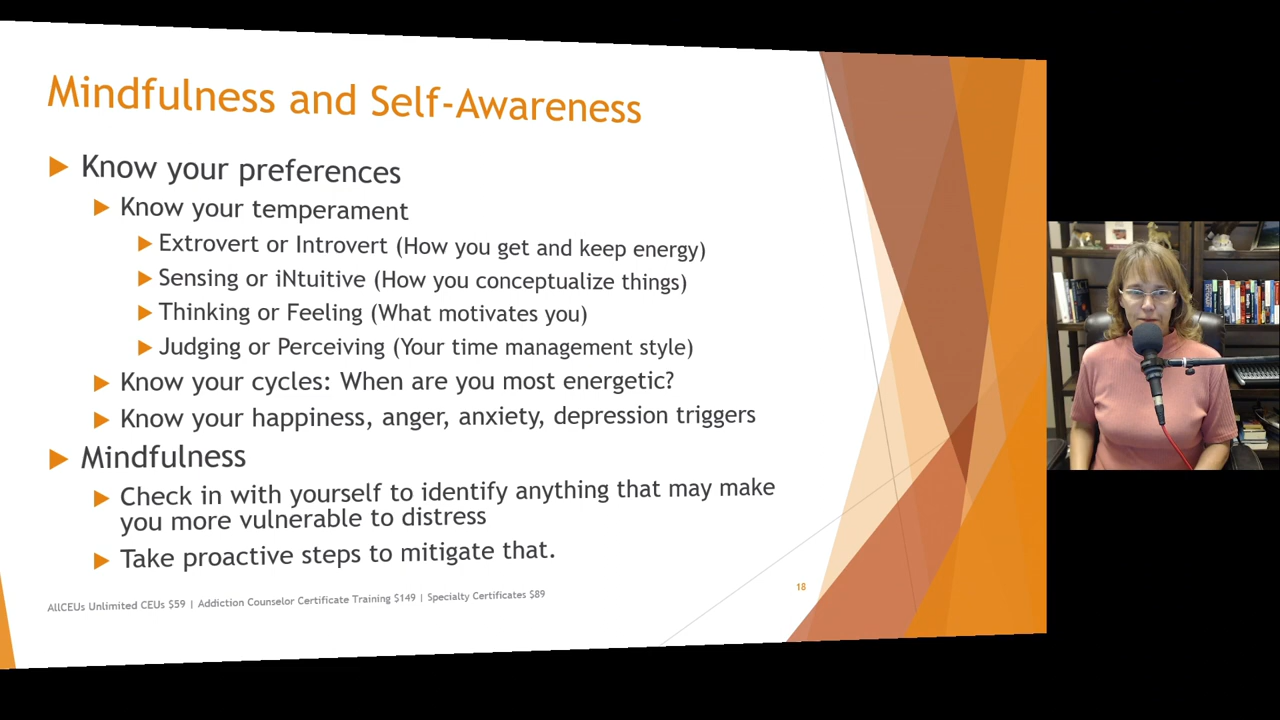 Mindfulness and Self-Awareness
Know your preferences
Know your temperament
Extrovert or Introvert (How you get and keep energy)
Sensing or iNtuitive (How you conceptualize things)
Thinking or Feeling (What motivates you)
Judging or Perceiving (Your time management style)
Know your cycles: When are you most energetic?
Know your happiness, anger, anxiety, depression triggers
Mindfulness
Check in with yourself to identify anything that may make
you more vulnerable to distress
Take proactive steps to mitigate that.
AllCEUs Unlimited CEUs $59 | Addiction Counselor Certificate Training $149 | Specialty Certificates $89
18